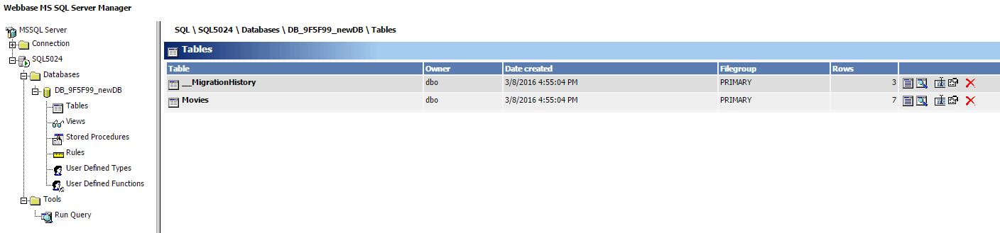 Webbase MS SQL Server Manager
MSSQL Server
Connection
SQL5024
Databases
DB_9F5F99_newDB
Tables
Views
Stored Procedures
Rules
User Defined Types
User Defined Functions
Tools
Run Query
SQL \ SQL5024 \ Databases \ DB_9F5F99_newDB \ Tables
Tables
Table Owner Date created Filegroup Rows
__MigrationHistory dbo 3/8/2016 4:55:04 PM PRIMARY 3
Movies dbo 3/8/2016 4:55:04 PM PRIMARY 7